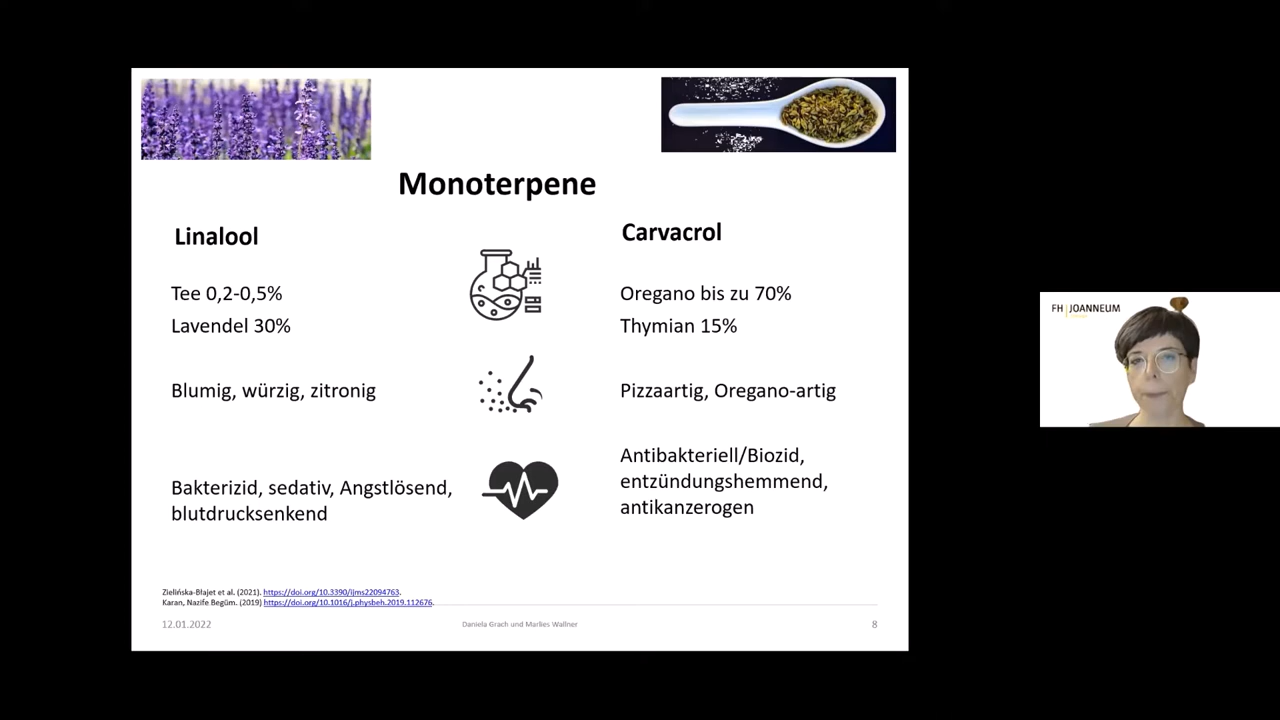 Monoterpene
Linalool
Tee 0,2-0,5%
Lavendel 30%
Blumig, würzig, zitronig
Bakterizid, sedativ, Angstlösend,
blutdrucksenkend
Carvacrol
Oregano bis zu 70%
Thymian 15%
Pizzaartig, Oregano-artig
Antibakteriell/Biozid,
entzündungshemmend,
antikanzerogen
Zielińska-Błajet et al. (2021). https://doi.org/10.3390/ijms22094763.
Karan, Nazife Begüm. (2019) https://doi.org/10.1016/j.physbeh.2019.112676.
12.01.2022
Daniela Grach und Marlies Wallner
8
FH | JOANNEUM